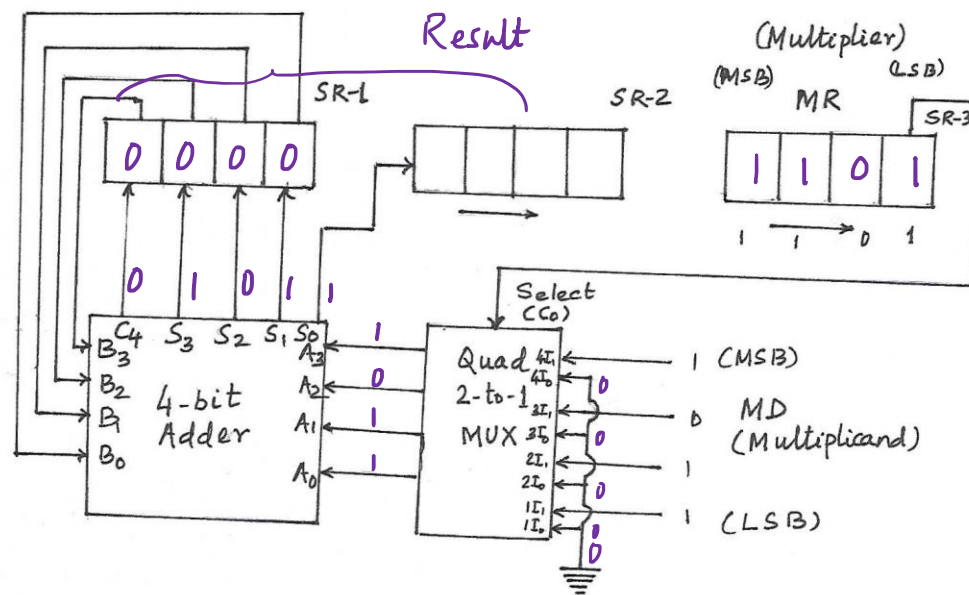 Result
(Multiplier)
(MSB) (LSB)
SR-1 SR-2 MR SR-3
0 0 0 0
1 1 0 1
1 1 0 1
0 1 0 1 1
Select
(C0)
C4 S3 S2 S1 S0
B3 B2 B1 B0
4-bit
Adder
A3 A2 A1 A0
1 0 1 1
Quad
2-to-1
MUX
4I1 1 (MSB)
4I0 0
3I1 0 MD
3I0 0 (Multiplicand)
2I1 1
2I0 0
1I1 1 (LSB)
1I0 0